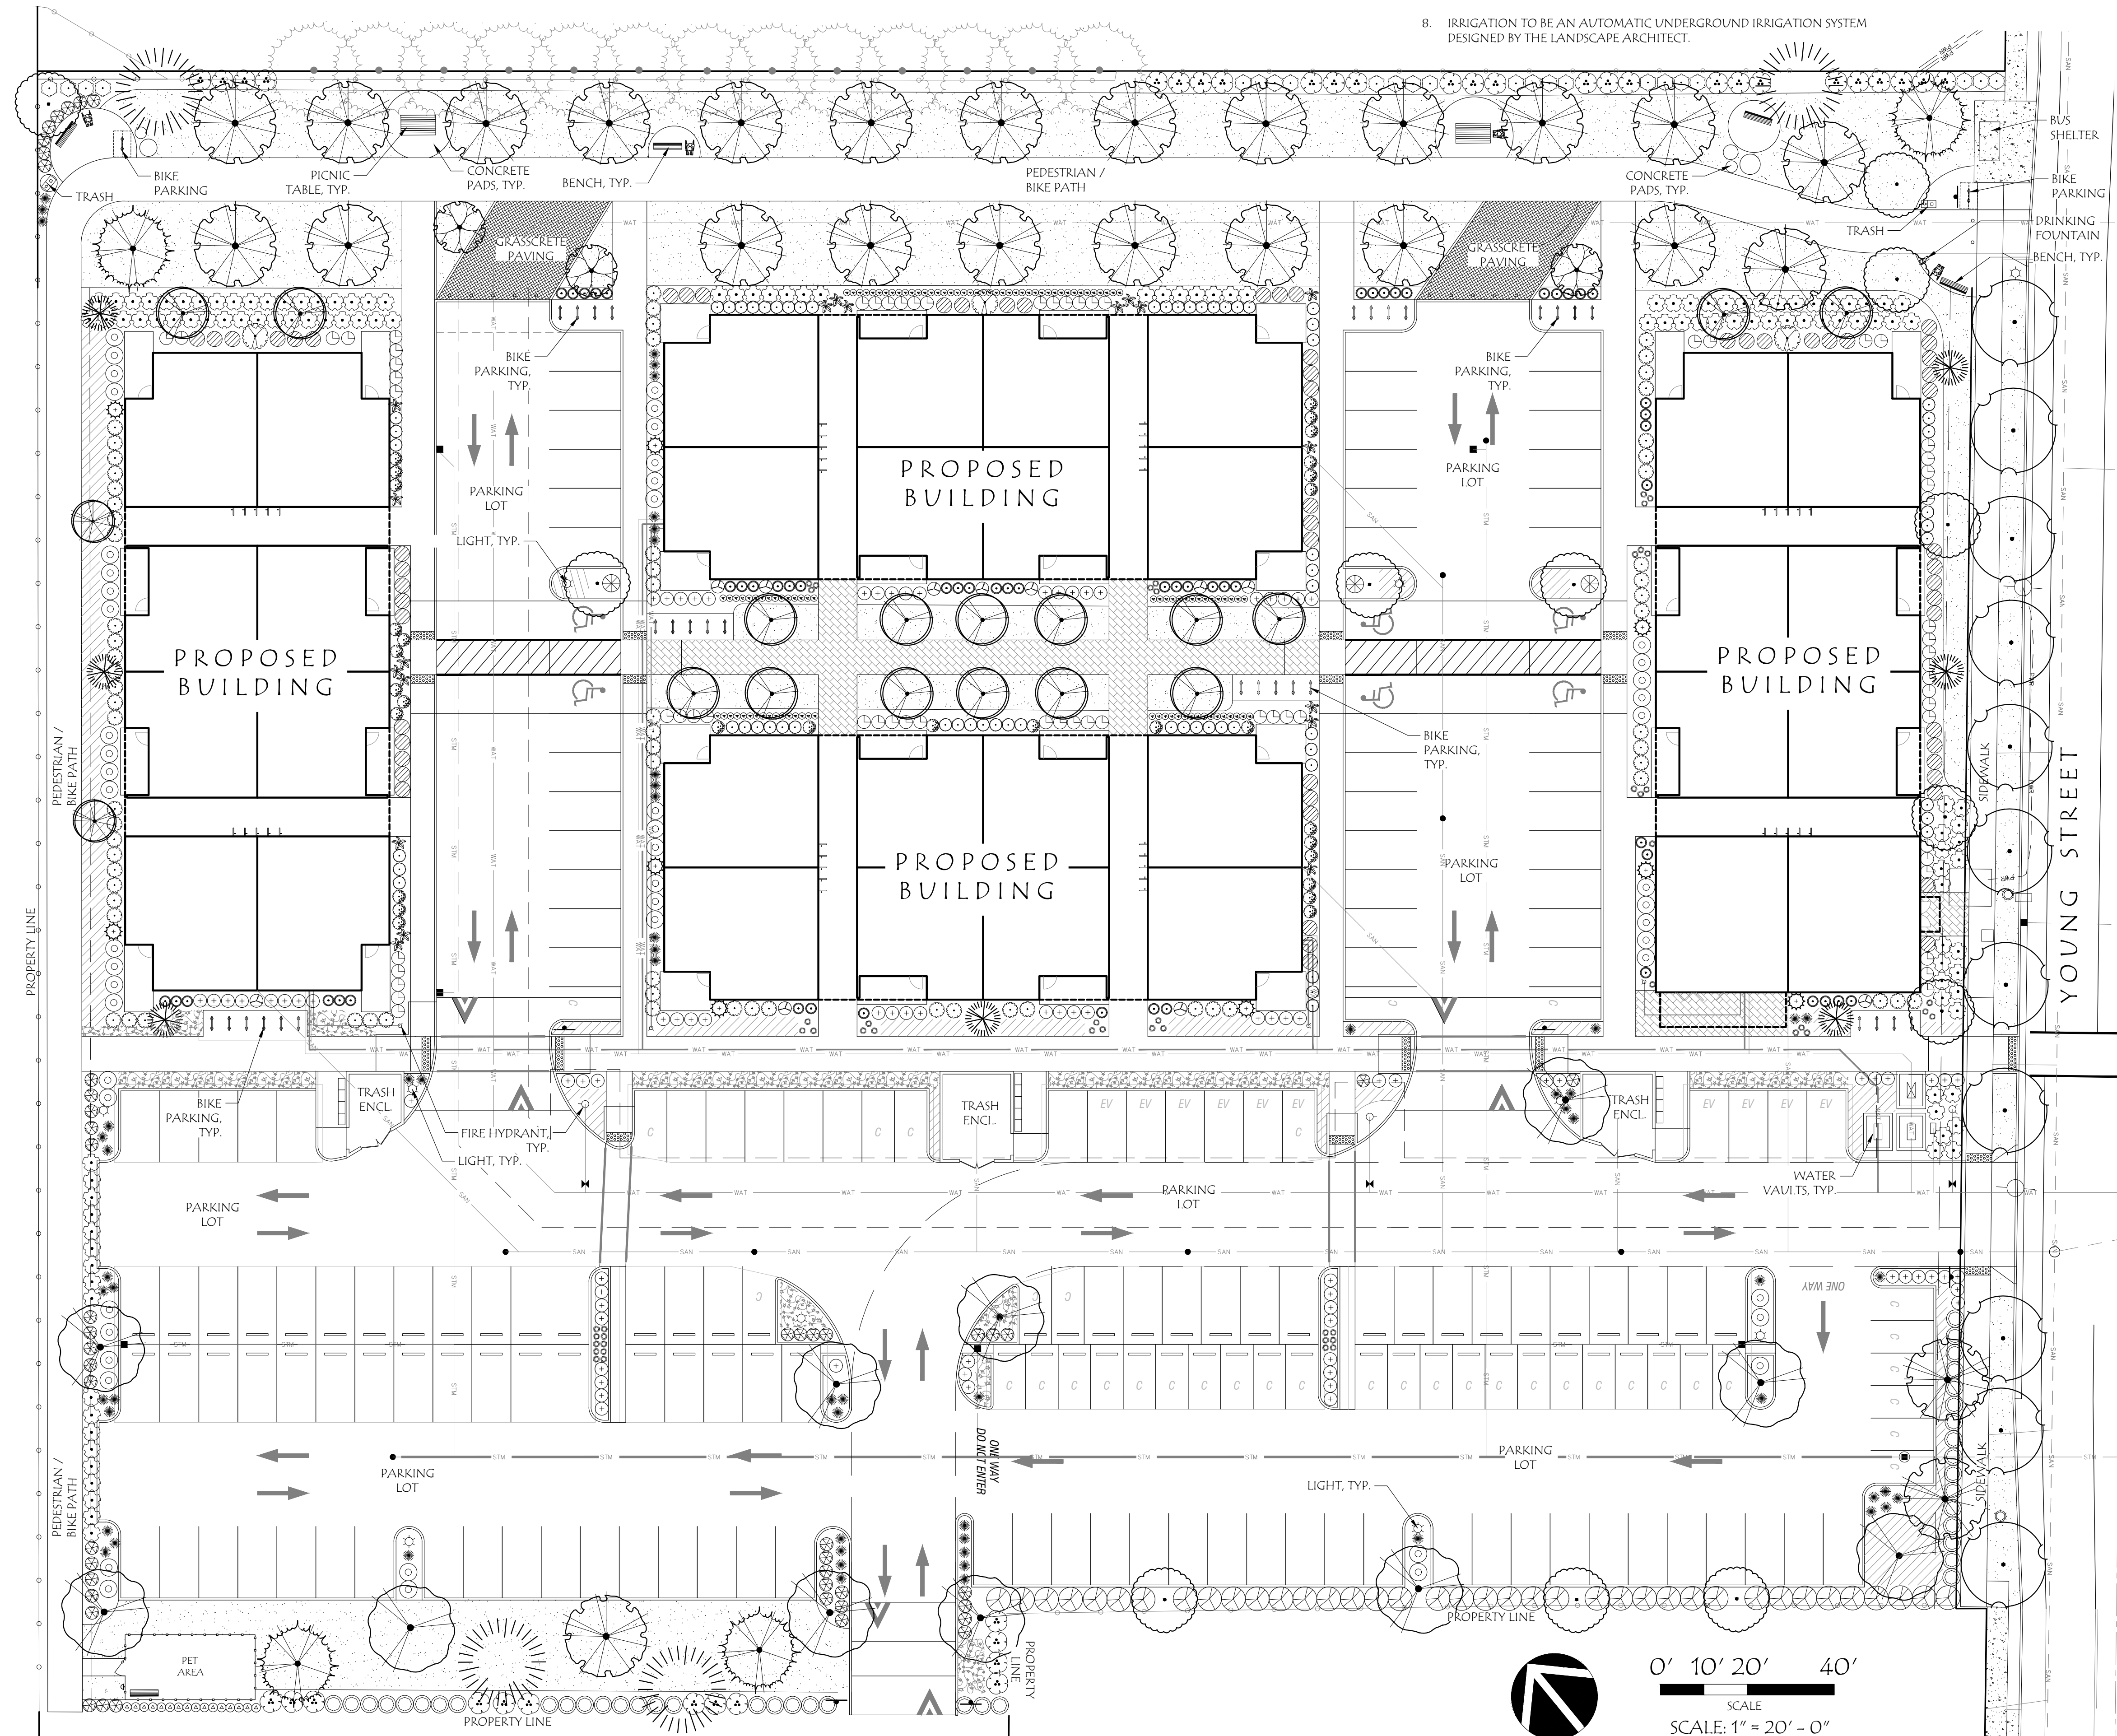 8. IRRIGATION TO BE AN AUTOMATIC UNDERGROUND IRRIGATION SYSTEM
DESIGNED BY THE LANDSCAPE ARCHITECT.
BUS
SHELTER
BIKE
PARKING
TRASH
BIKE
PARKING
PICNIC
TABLE, TYP.
CONCRETE
PADS, TYP.
BENCH, TYP.
PEDESTRIAN /
BIKE PATH
CONCRETE
PADS, TYP.
TRASH
DRINKING
FOUNTAIN
BENCH, TYP.
GRASSCRETE
PAVING
GRASSCRETE
PAVING
BIKE
PARKING,
TYP.
BIKE
PARKING,
TYP.
PARKING
LOT
PARKING
LOT
LIGHT, TYP.
PROPOSED
BUILDING
PROPOSED
BUILDING
PROPOSED
BUILDING
PROPOSED
BUILDING
BIKE
PARKING,
TYP.
PARKING
LOT
PEDESTRIAN /
BIKE PATH
PROPERTY LINE
SIDEWALK
YOUNG STREET
BIKE
PARKING,
TYP.
TRASH
ENCL.
FIRE HYDRANT,
TYP.
LIGHT, TYP.
TRASH
ENCL.
TRASH
ENCL.
EV EV EV EV EV EV
EV EV EV EV
WATER
VAULTS, TYP.
PARKING
LOT
PARKING
LOT
ONE WAY
ONE WAY
DO NOT ENTER
PARKING
LOT
PARKING
LOT
LIGHT, TYP.
PEDESTRIAN /
BIKE PATH
SIDEWALK
PROPERTY LINE
PET
AREA
PROPERTY LINE
PROPERTY
LINE
0' 10' 20' 40'
SCALE
SCALE: 1" = 20' - 0"